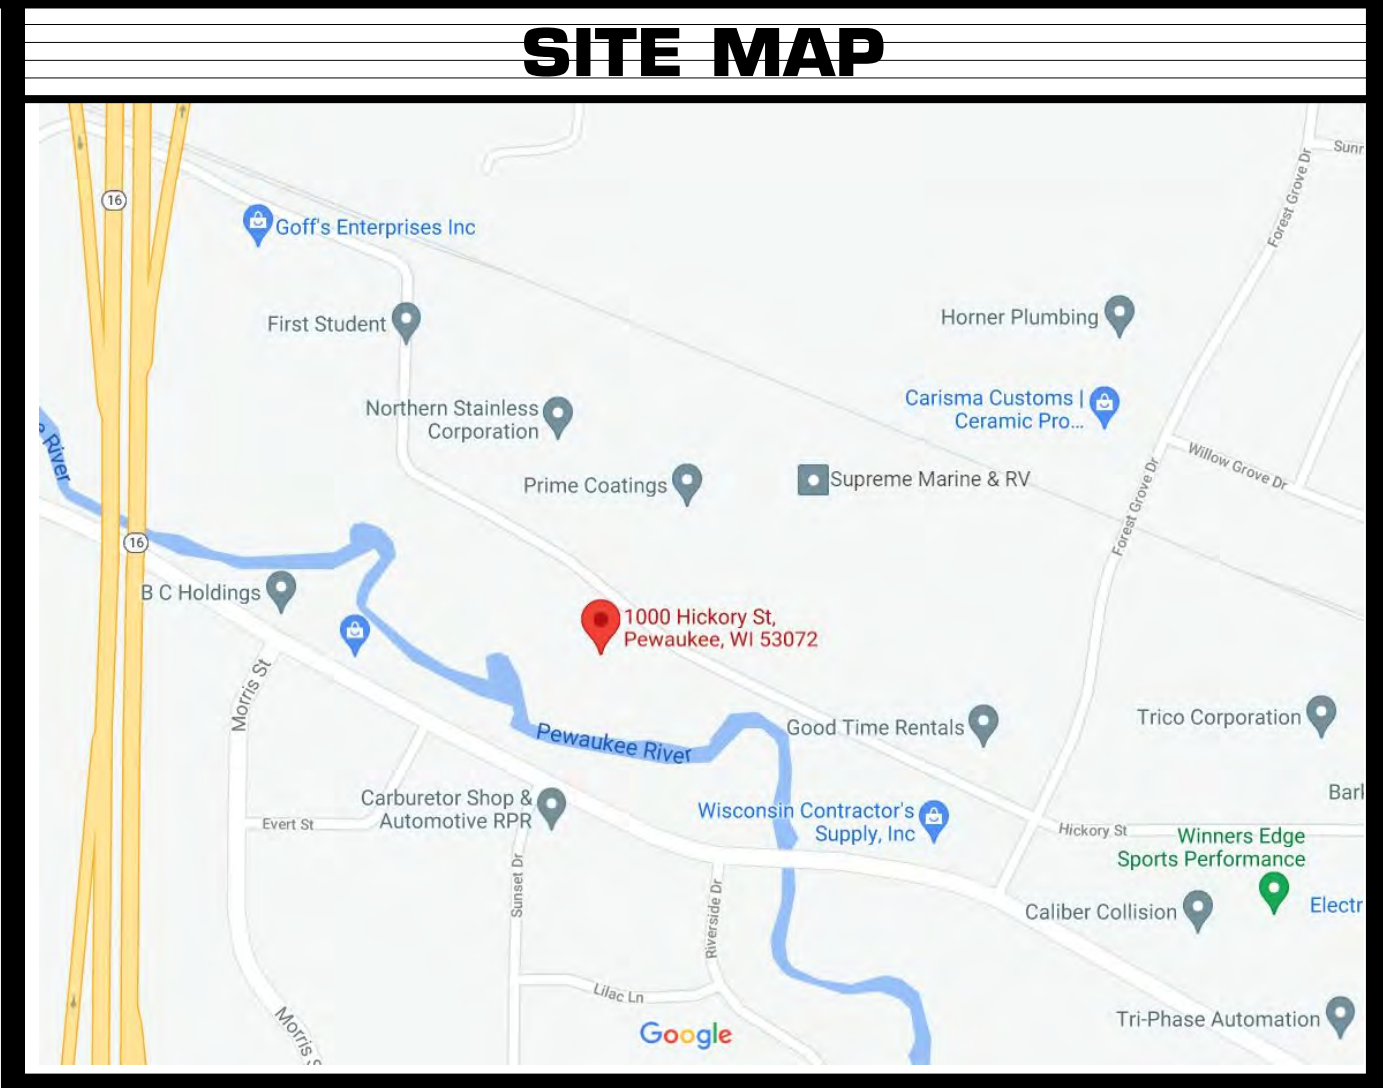 SITE MAP
16
Sunr
Forest Grove Dr
Goff's Enterprises Inc
First Student
Horner Plumbing
Carisma Customs |
Ceramic Pro...
Northern Stainless
Corporation
River
Willow Grove Dr
Prime Coatings
Supreme Marine & RV
Forest Grove Dr
16
B C Holdings
1000 Hickory St,
Pewaukee, WI 53072
Morris St
Pewaukee River
Good Time Rentals
Trico Corporation
Carburetor Shop &
Automotive RPR
Bark
Wisconsin Contractor's
Supply, Inc
Evert St
Hickory St
Winners Edge
Sports Performance
Sunset Dr
Riverside Dr
Caliber Collision
Electr
Lilac Ln
Morris S
Tri-Phase Automation
Google